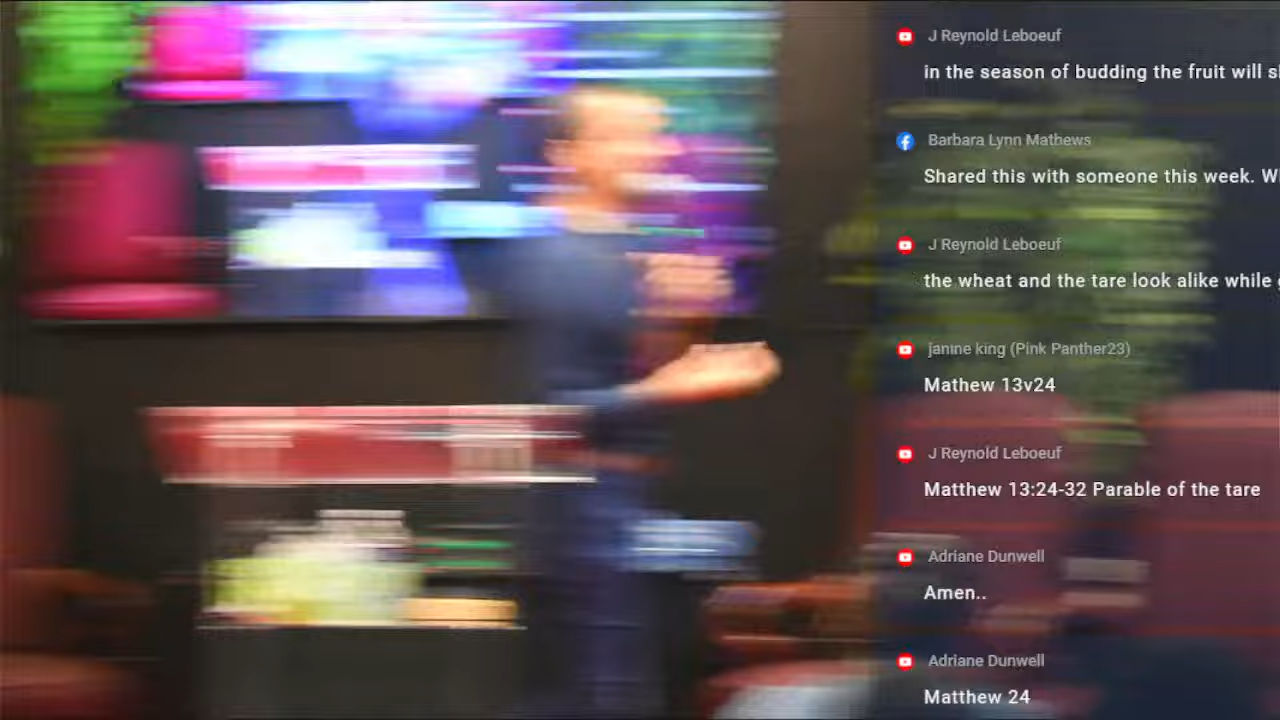 J Reynold Leboeuf
in the season of budding the fruit will
Barbara Lynn Mathews
Shared this with someone this week.
J Reynold Leboeuf
the wheat and the tare look alike while
janine king (Pink Panther23)
Mathew 13v24
J Reynold Leboeuf
Matthew 13:24-32 Parable of the tare
Adriane Dunwell
Amen..
Adriane Dunwell
Matthew 24